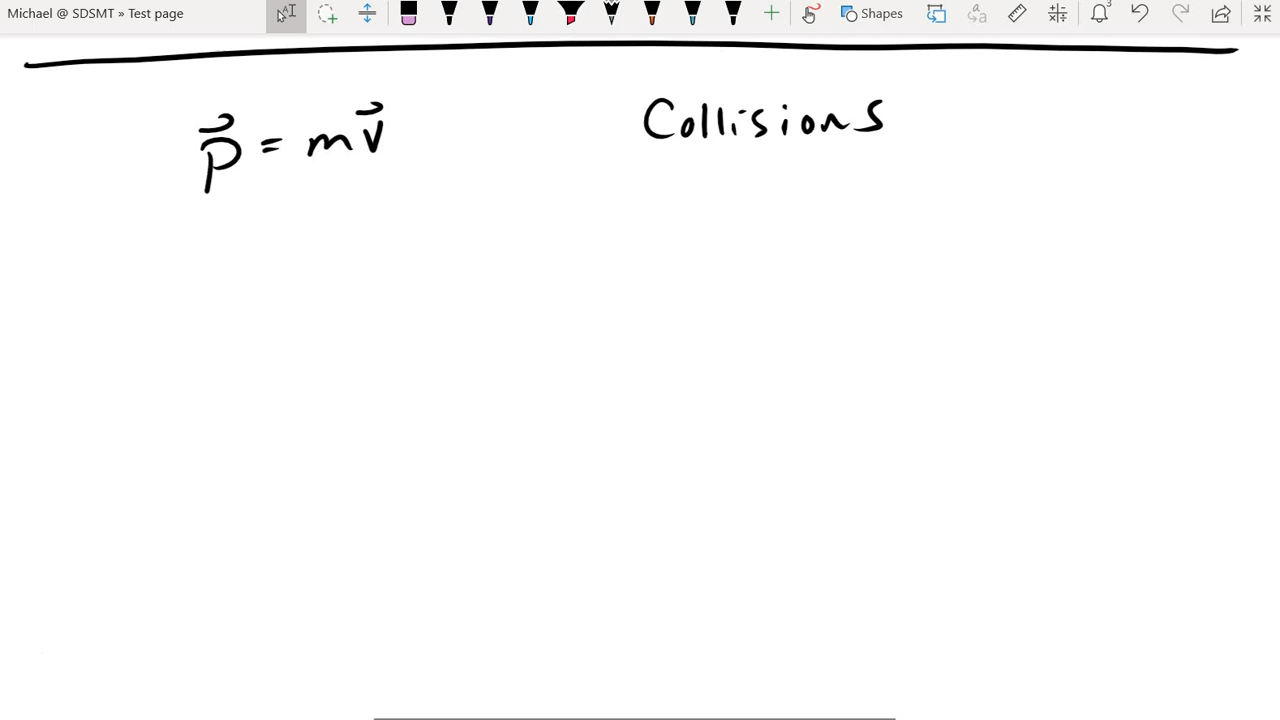 Michael @ SDSMT » Test page
Shapes
p⃗ = mv⃗
Collisions